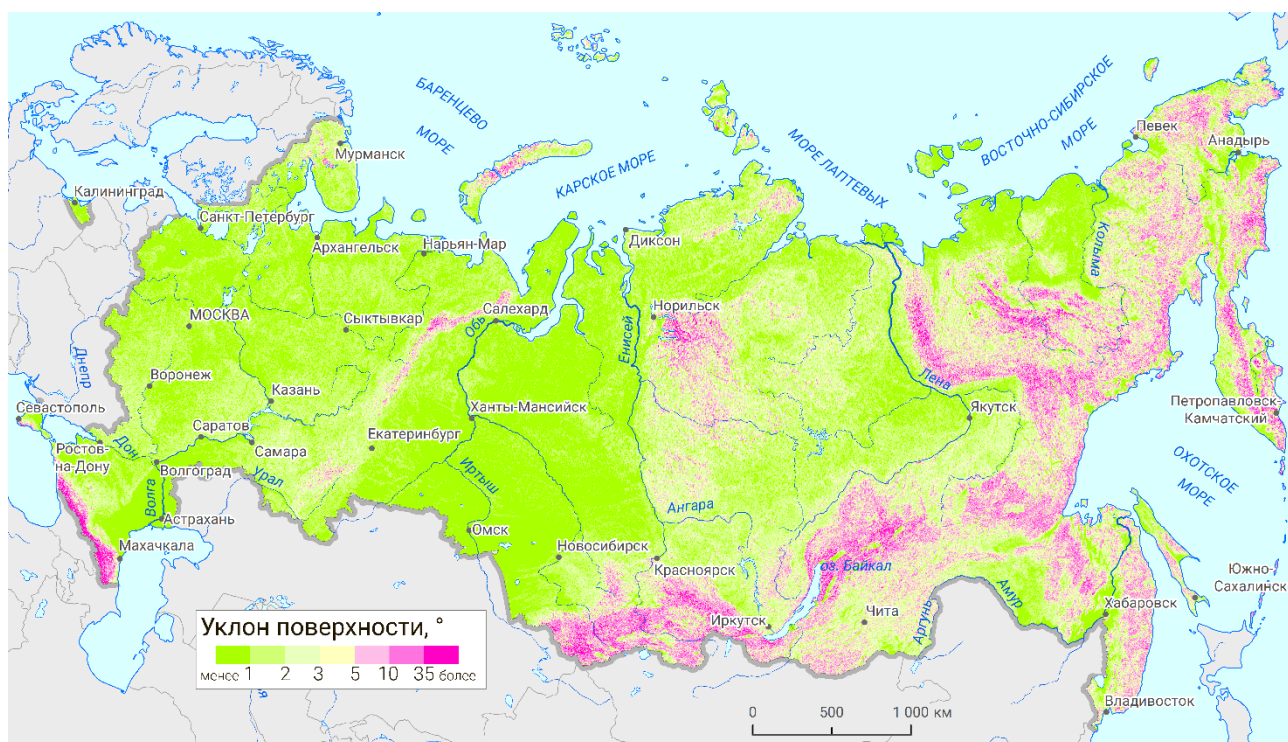 БАРЕНЦЕВО
МОРЕ
КАРСКОЕ МОРЕ
МОРЕ ЛАПТЕВЫХ
ВОСТОЧНО-СИБИРСКОЕ
МОРЕ
Певек
Анадырь
Мурманск
Калининград
Санкт-Петербург
Архангельск
Нарьян-Мар
Диксон
Колыма
Салехард
Обь
Енисей
Норильск
МОСКВА
Сыктывкар
Днепр
Лена
Воронеж
Казань
Ханты-Мансийск
Якутск
Петропавловск-
Камчатский
Севастополь
Саратов
Екатеринбург
Ростов-
на-Дону
Дон
Самара
Волгоград
Урал
Иртыш
ОХОТСКОЕ
МОРЕ
Волга
Астрахань
Ангара
Омск
Новосибирск
Красноярск
оз. Байкал
Махачкала
Южно-
Сахалинск
Иркутск
Чита
Аргунь
Амур
Хабаровск
Владивосток
Уклон поверхности, °
менее 1 2 3 5 10 35 более
0 500 1 000 км